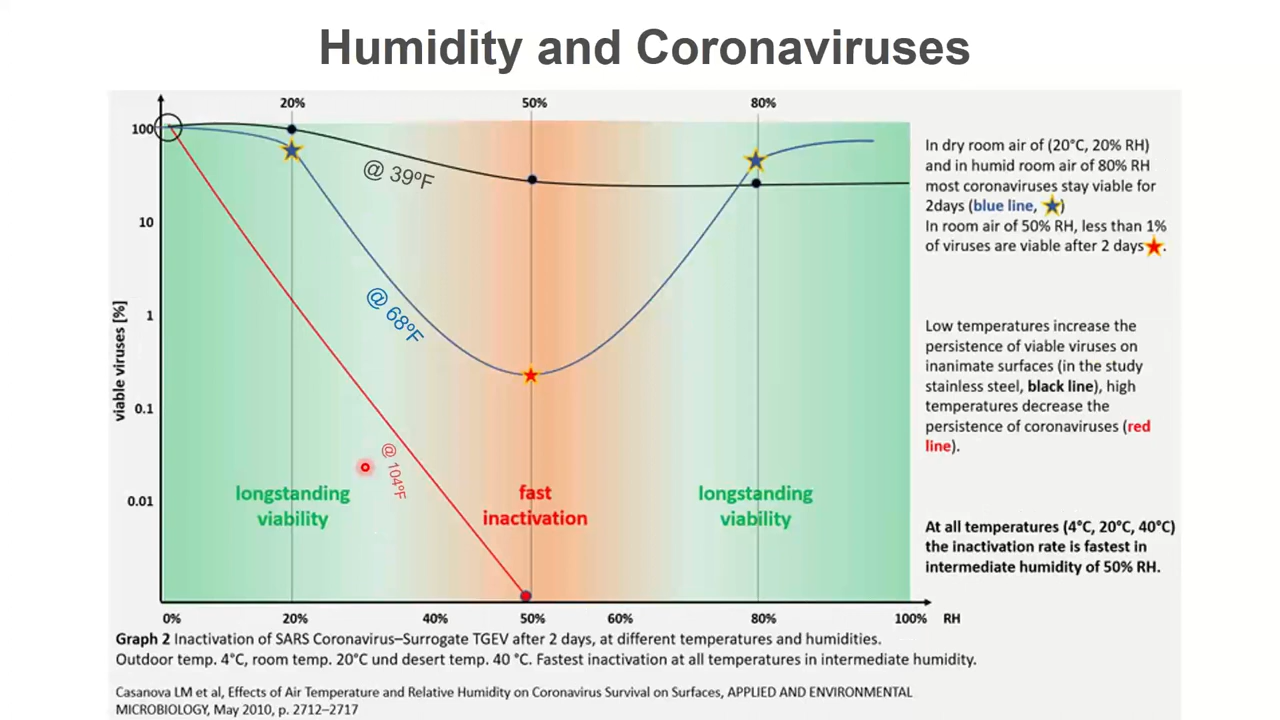 Humidity and Coronaviruses
20% 50% 80%
100
10
1
0.1
0.01
viable viruses [%]
@ 39ºF
@ 68ºF
@ 104ºF
longstanding
viability
fast
inactivation
longstanding
viability
0% 20% 40% 50% 60% 80% 100% RH
In dry room air of (20°C, 20% RH)
and in humid room air of 80% RH
most coronaviruses stay viable for
2days (blue line, )
In room air of 50% RH, less than 1%
of viruses are viable after 2 days .
Low temperatures increase the
persistence of viable viruses on
inanimate surfaces (in the study
stainless steel, black line), high
temperatures decrease the
persistence of coronaviruses (red
line).
At all temperatures (4°C, 20°C, 40°C)
the inactivation rate is fastest in
intermediate humidity of 50% RH.
Graph 2 Inactivation of SARS Coronavirus–Surrogate TGEV after 2 days, at different temperatures and humidities.
Outdoor temp. 4°C, room temp. 20°C und desert temp. 40 °C. Fastest inactivation at all temperatures in intermediate humidity.
Casanova LM et al, Effects of Air Temperature and Relative Humidity on Coronavirus Survival on Surfaces, APPLIED AND ENVIRONMENTAL
MICROBIOLOGY, May 2010, p. 2712–2717